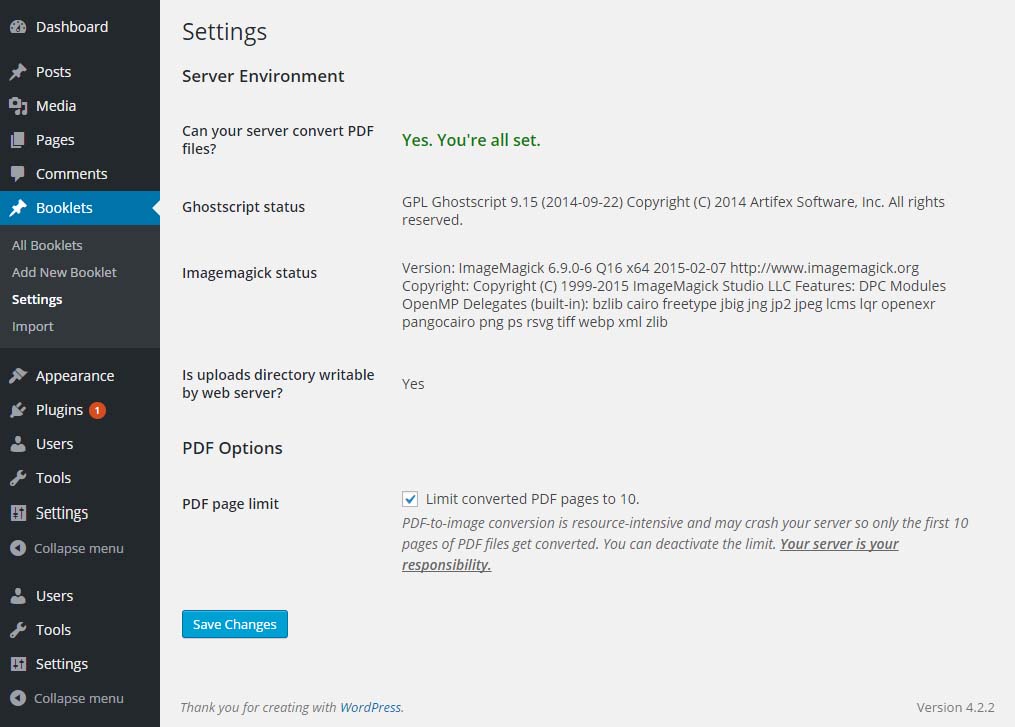 Dashboard
Posts
Media
Pages
Comments
Booklets
All Booklets
Add New Booklet
Settings
Import
Appearance
Plugins 1
Users
Tools
Settings
Collapse menu
Users
Tools
Settings
Collapse menu
Settings
Server Environment
Can your server convert PDF
files?
Yes. You're all set.
Ghostscript status
GPL Ghostscript 9.15 (2014-09-22) Copyright (C) 2014 Artifex Software, Inc. All rights
reserved.
Imagemagick status
Version: ImageMagick 6.9.0-6 Q16 x64 2015-02-07 http://www.imagemagick.org
Copyright: Copyright (C) 1999-2015 ImageMagick Studio LLC Features: DPC Modules
OpenMP Delegates (built-in): bzlib cairo freetype jbig jng jp2 jpeg lcms lqr openexr
pangocairo png ps rsvg tiff webp xml zlib
Is uploads directory writable
by web server?
Yes
PDF Options
PDF page limit
Limit converted PDF pages to 10.
PDF-to-image conversion is resource-intensive and may crash your server so only the first 10
pages of PDF files get converted. You can deactivate the limit. Your server is your
responsibility.
Save Changes
Thank you for creating with WordPress.
Version 4.2.2